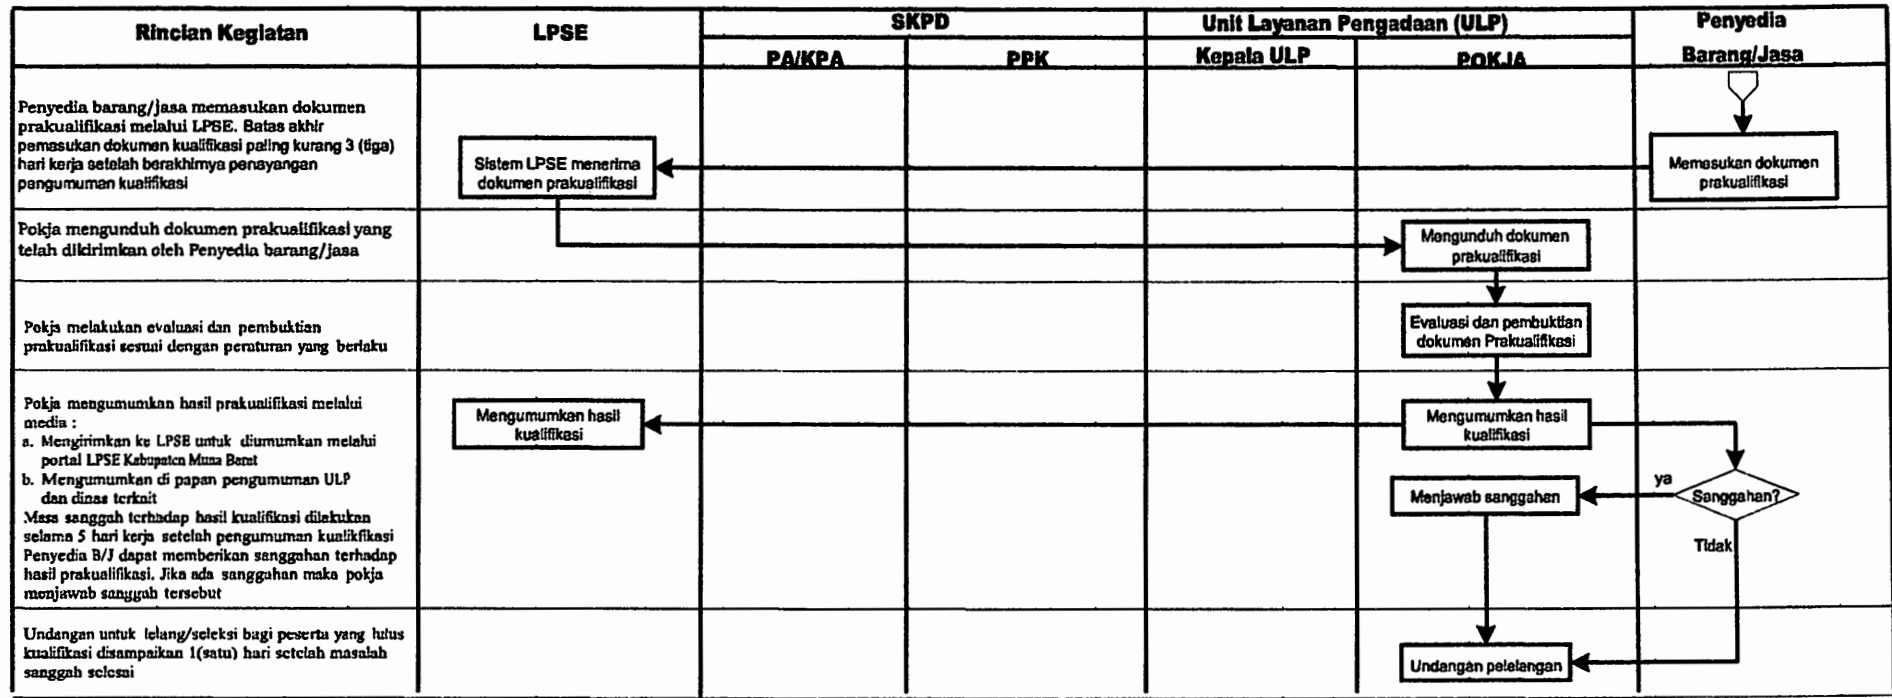 Rincian Kegiatan
LPSE
SKPD
Unit Layanan Pengadaan (ULP)
Penyedia
Barang/Jasa
PA/KPA
PPK
Kepala ULP
POKJA
Penyedia barang/jasa memasukan dokumen
prakualifikasi melalui LPSE. Batas akhir
pemasukan dokumen kualifikasi paling kurang 3 (tiga)
hari kerja setelah berakhirnya penayangan
pengumuman kualifikasi
Sistem LPSE menerima
dokumen prakualifikasi
Memasukan dokumen
prakualifikasi
Pokja mengunduh dokumen prakualifikasi yang
telah dikirimkan oleh Penyedia barang/jasa
Mengunduh dokumen
prakualifikasi
Pokja melakukan evaluasi dan pembuktian
prakualifikasi sesuai dengan peraturan yang berlaku
Evaluasi dan pembuktian
dokumen Prakualifikasi
Pokja mengumumkan hasil prakualifikasi melalui
media :
a. Mengirimkan ke LPSE untuk diumumkan melalui
portal LPSE Kabupaten Muna Barat
b. Mengumumkan di papan pengumuman ULP
dan dinas terkait
Masa sanggah terhadap hasil kualifikasi dilakukan
selama 5 hari kerja setelah pengumuman kualikfikasi
Penyedia B/J dapat memberikan sanggahan terhadap
hasil prakualifikasi. Jika ada sanggahan maka pokja
menjawab sanggah tersebut
Mengumumkan hasil
kualifikasi
Mengumumkan hasil
kualifikasi
ya
Sanggahan?
Menjawab sanggahan
Tidak
Undangan untuk lelang/seleksi bagi peserta yang lulus
kualifikasi disampaikan 1(satu) hari setelah masalah
sanggah selesai
Undangan pelelangan